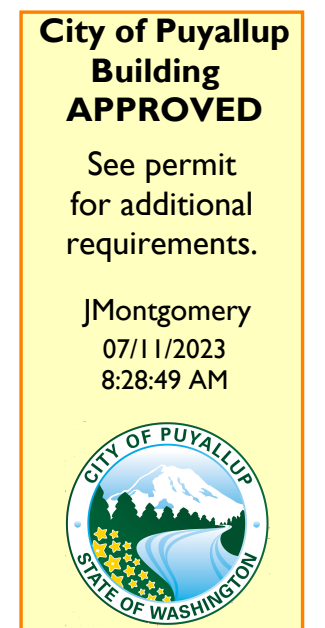 City of Puyallup
Building
APPROVED
See permit
for additional
requirements.
JMontgomery
07/11/2023
8:28:49 AM
CITY OF PUYALLUP
STATE OF WASHINGTON